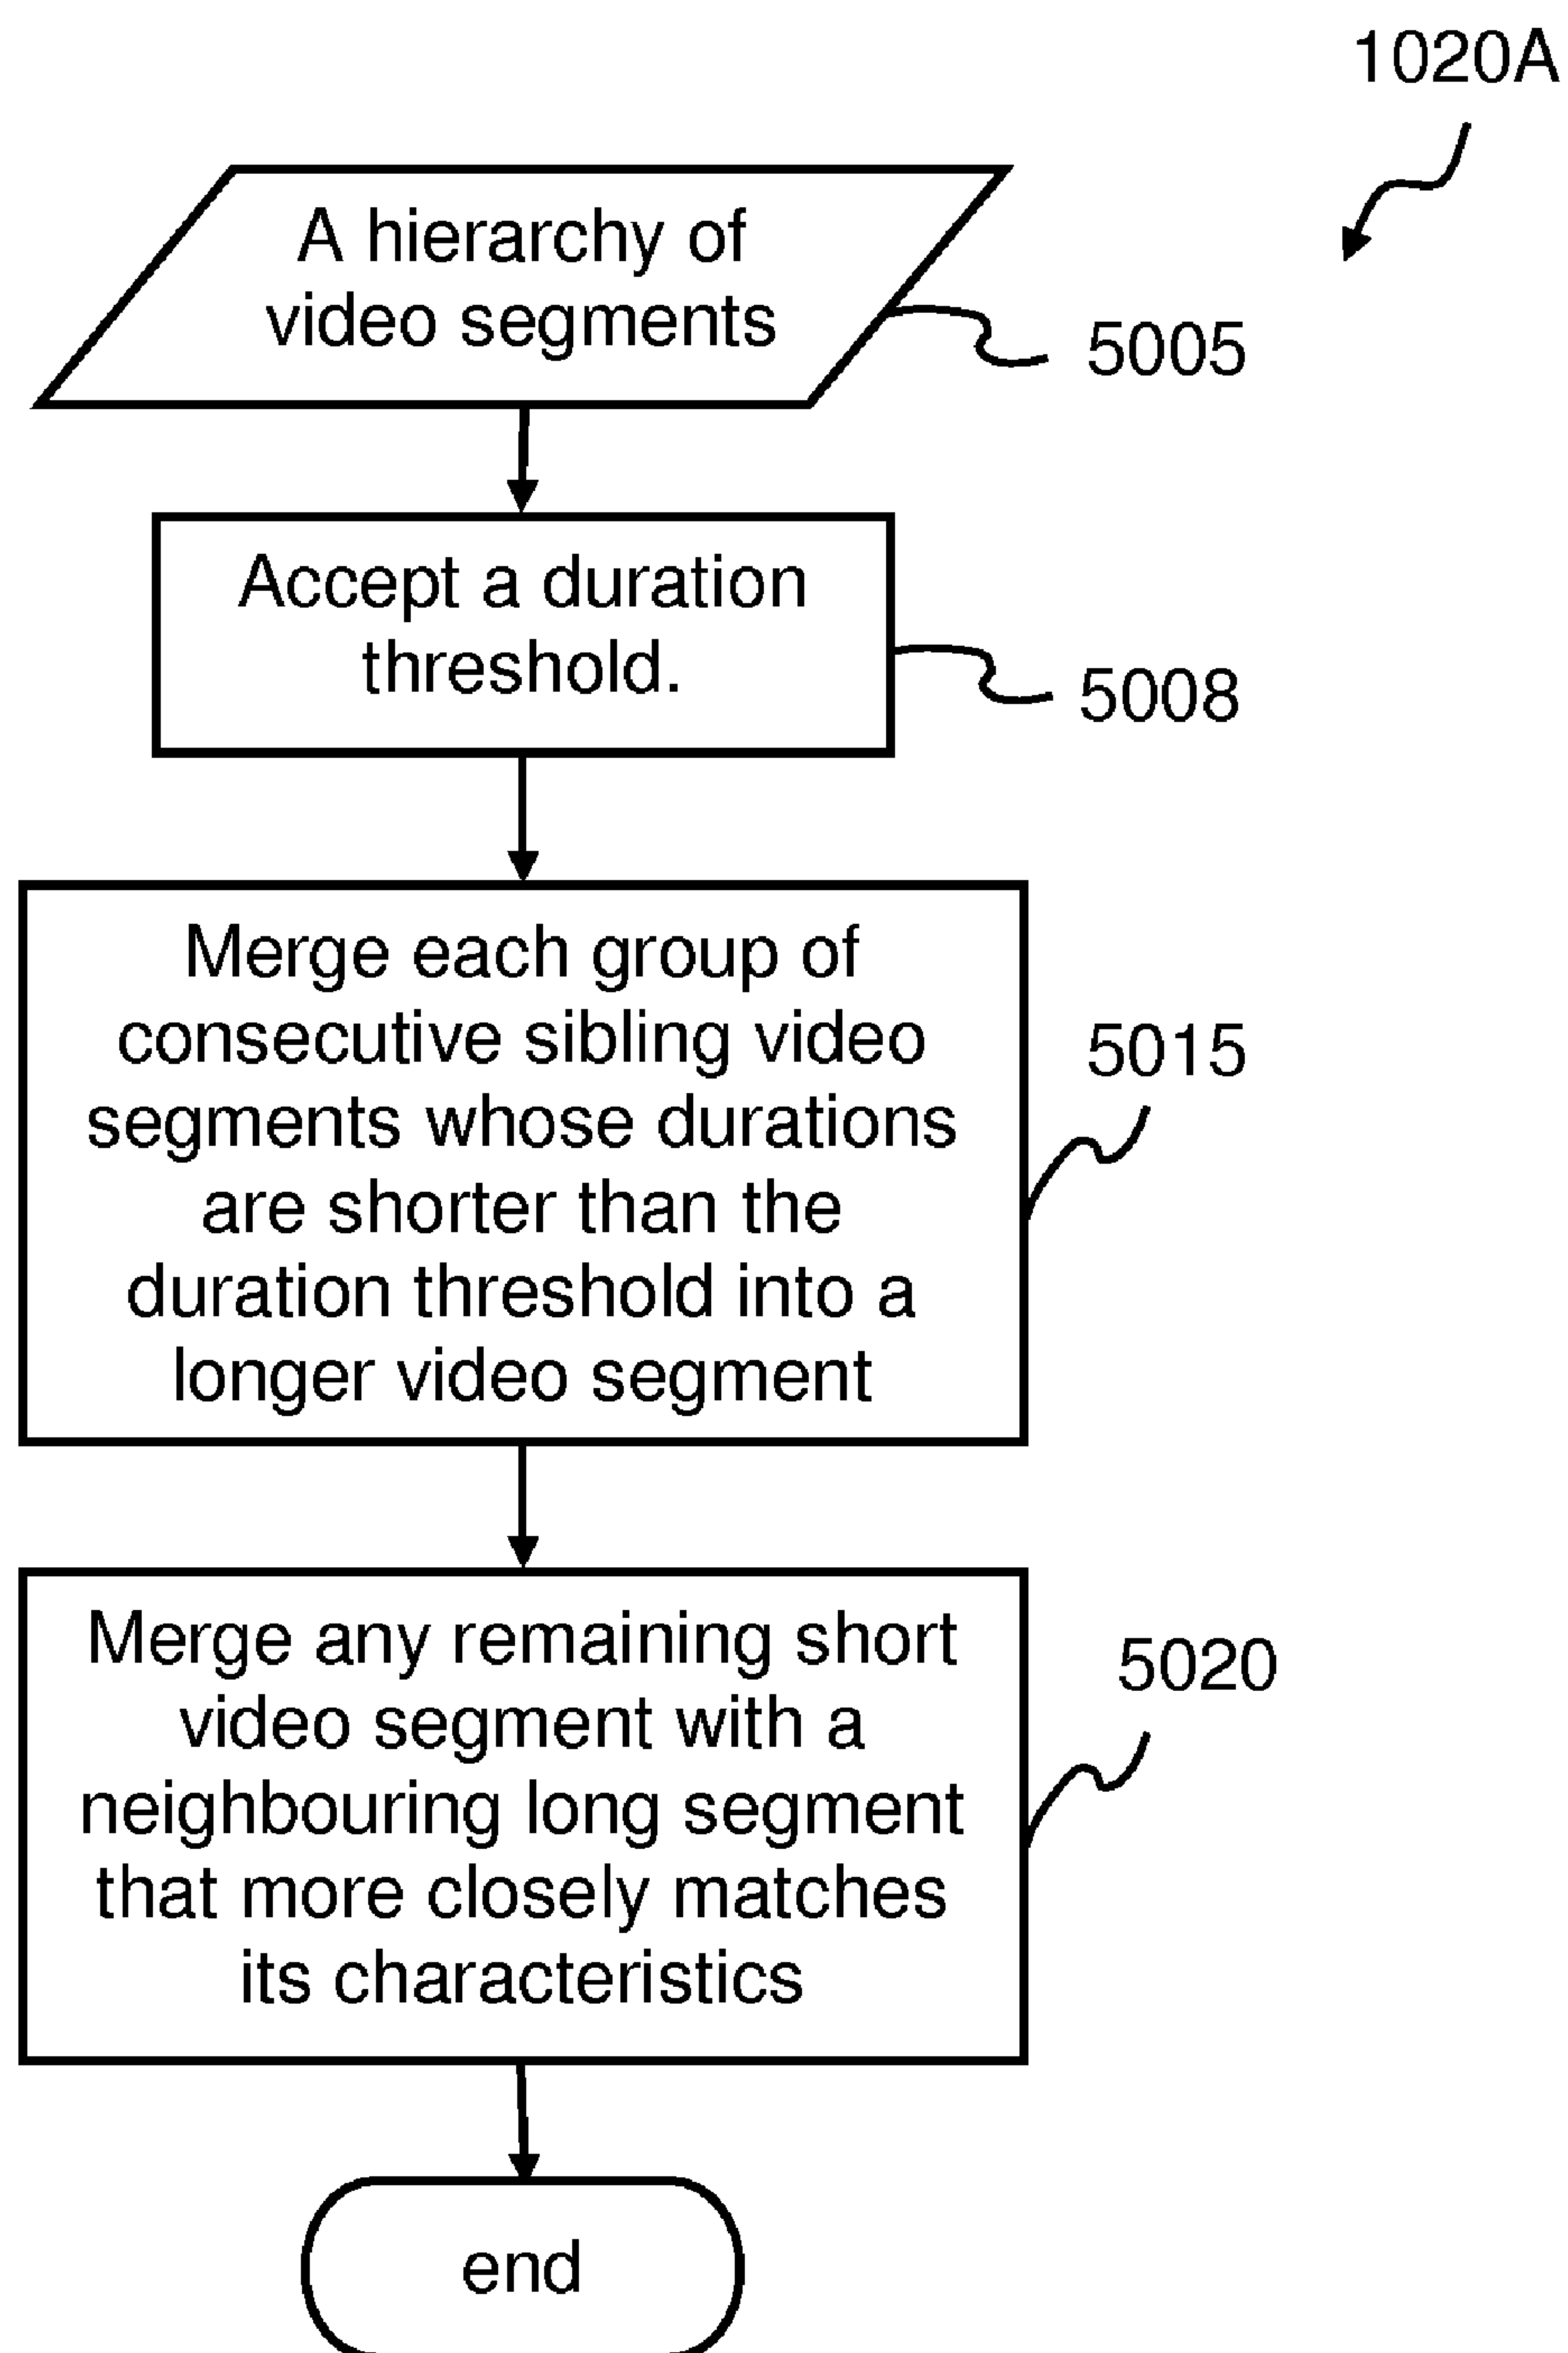 1020A
A hierarchy of
video segments
5005
Accept a duration
threshold.
5008
Merge each group of
consecutive sibling video
segments whose durations
are shorter than the
duration threshold into a
longer video segment
5015
Merge any remaining short
video segment with a
neighbouring long segment
that more closely matches
its characteristics
5020
end